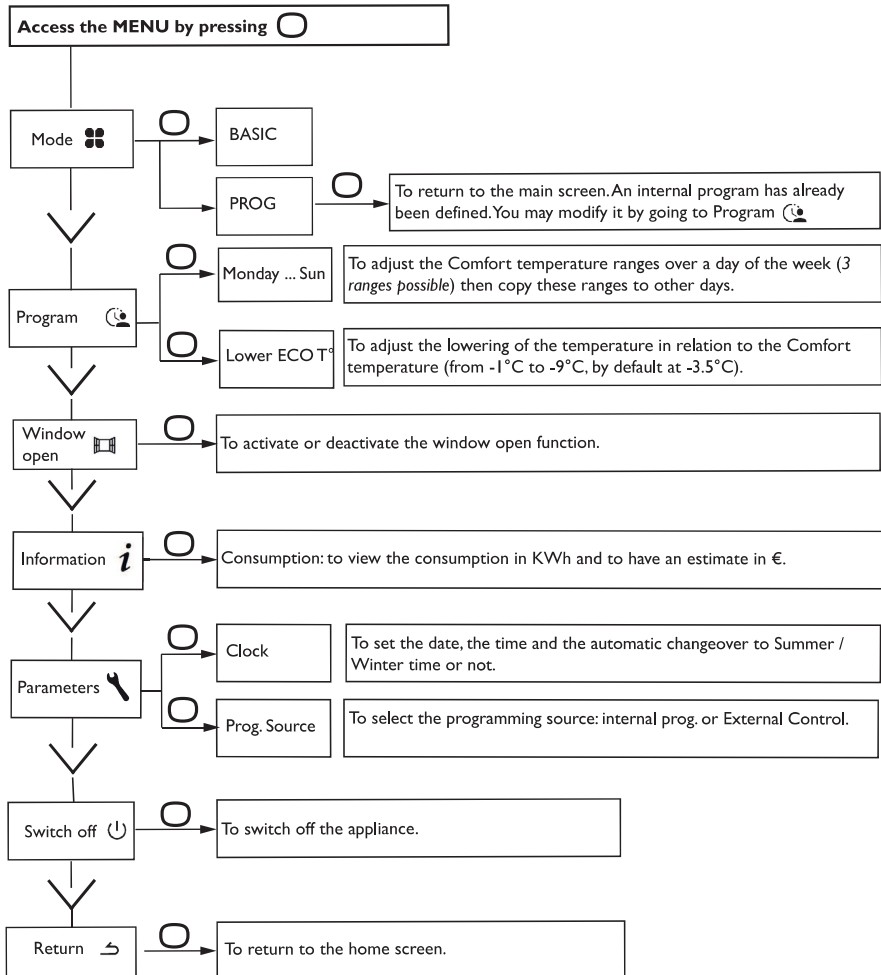 Access the MENU by pressing
Mode
BASIC
PROG
To return to the main screen. An internal program has already
been defined. You may modify it by going to Program
Program
Monday ... Sun
To adjust the Comfort temperature ranges over a day of the week (3
ranges possible) then copy these ranges to other days.
Lower ECO T°
To adjust the lowering of the temperature in relation to the Comfort
temperature (from -1°C to -9°C, by default at -3.5°C).
Window
open
To activate or deactivate the window open function.
Information i
Consumption: to view the consumption in KWh and to have an estimate in €.
Parameters
Clock
To set the date, the time and the automatic changeover to Summer /
Winter time or not.
Prog. Source
To select the programming source: internal prog. or External Control.
Switch off
To switch off the appliance.
Return
To return to the home screen.